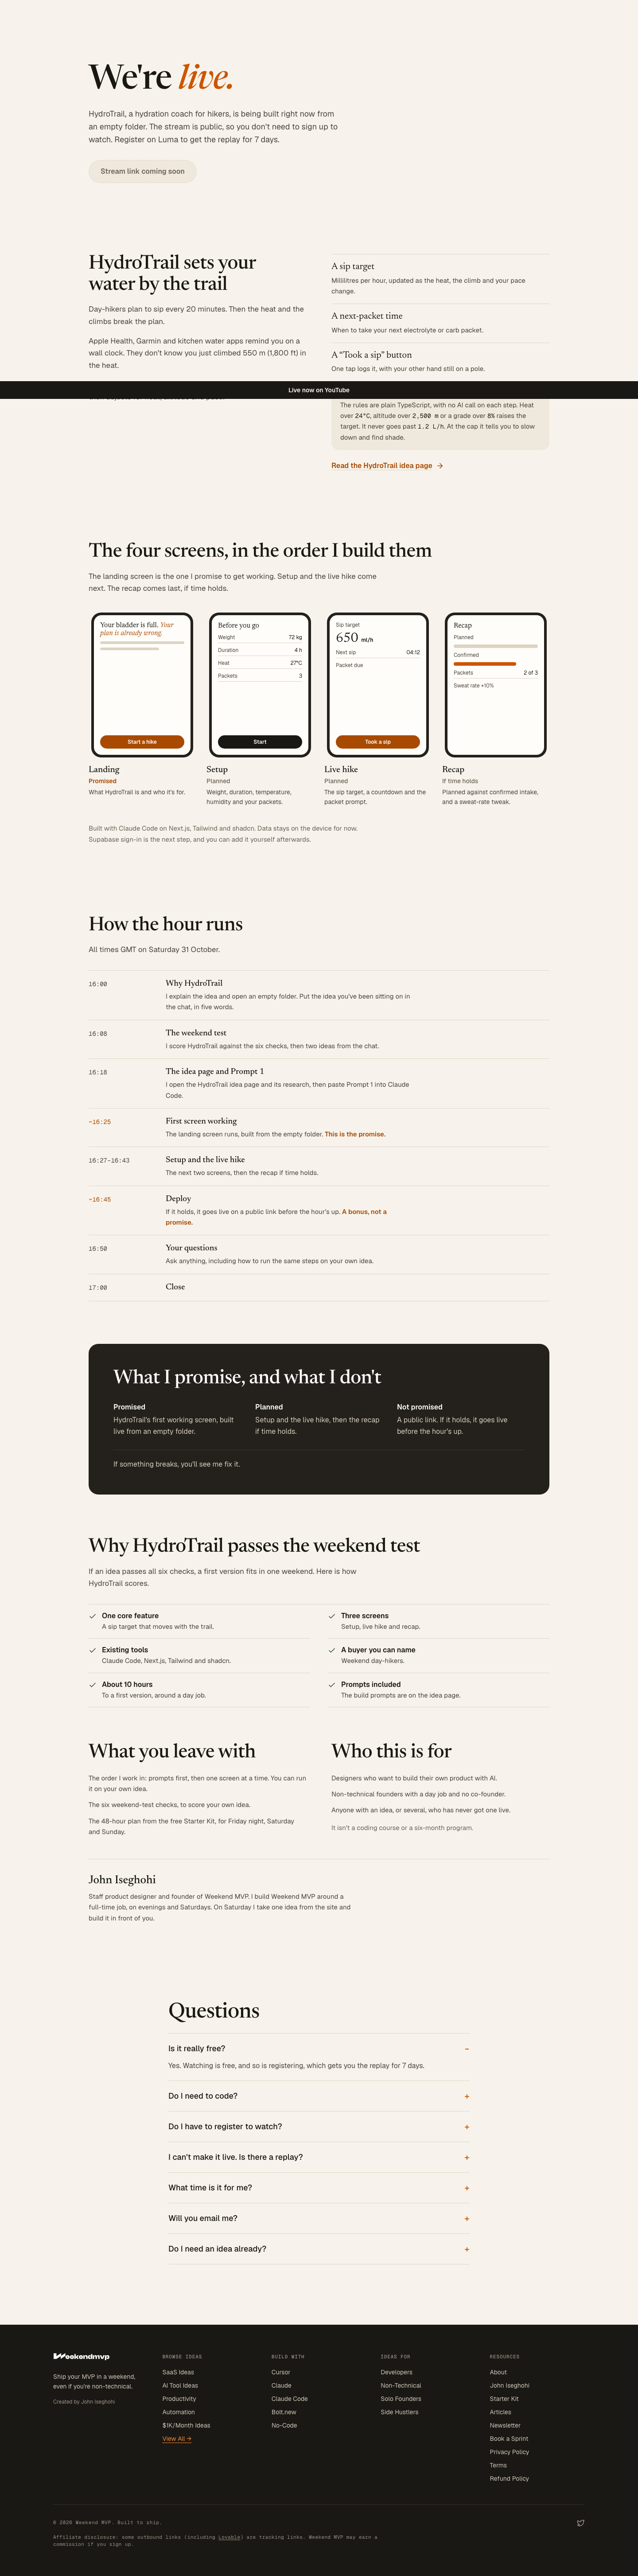 We're live.
HydroTrail, a hydration coach for hikers, is being built right now from
an empty folder. The stream is public, so you don't need to sign up to
watch. Register on Luma to get the replay for 7 days.
Stream link coming soon
HydroTrail sets your
water by the trail
Day-hikers plan to sip every 20 minutes. Then the heat and the
climbs break the plan.
Apple Health, Garmin and kitchen water apps remind you on a
wall clock. They don't know you just climbed 550 m (1,800 ft) in
the heat.
A sip target
Millilitres per hour, updated as the heat, the climb and your pace
change.
A next-packet time
When to take your next electrolyte or carb packet.
A “Took a sip” button
One tap logs it, with your other hand still on a pole.
Live now on YouTube
The rules are plain TypeScript, with no AI call on each step. Heat
over 24°C, altitude over 2,500 m or a grade over 8% raises the
target. It never goes past 1.2 L/h. At the cap it tells you to slow
down and find shade.
Read the HydroTrail idea page →
The four screens, in the order I build them
The landing screen is the one I promise to get working. Setup and the live hike come
next. The recap comes last, if time holds.
Your bladder is full. Your
plan is already wrong.
Start a hike
Landing
Promised
What HydroTrail is and who it's for.
Before you go
Weight 72 kg
Duration 4 h
Heat 27°C
Packets 3
Start
Setup
Planned
Weight, duration, temperature,
humidity and your packets.
Sip target
650 ml/h
Next sip 04:12
Packet due
Took a sip
Live hike
Planned
The sip target, a countdown and the
packet prompt.
Recap
Planned
Confirmed
Packets 2 of 3
Sweat rate +10%
Recap
If time holds
Planned against confirmed intake,
and a sweat-rate tweak.
Built with Claude Code on Next.js, Tailwind and shadcn. Data stays on the device for now.
Supabase sign-in is the next step, and you can add it yourself afterwards.
How the hour runs
All times GMT on Saturday 31 October.
16:00 Why HydroTrail
I explain the idea and open an empty folder. Put the idea you've been sitting on in
the chat, in five words.
16:08 The weekend test
I score HydroTrail against the six checks, then two ideas from the chat.
16:18 The idea page and Prompt 1
I open the HydroTrail idea page and its research, then paste Prompt 1 into Claude
Code.
~16:25 First screen working
The landing screen runs, built from the empty folder. This is the promise.
16:27–16:43 Setup and the live hike
The next two screens, then the recap if time holds.
~16:45 Deploy
If it holds, it goes live on a public link before the hour's up. A bonus, not a
promise.
16:50 Your questions
Ask anything, including how to run the same steps on your own idea.
17:00 Close
What I promise, and what I don't
Promised
HydroTrail's first working screen, built
live from an empty folder.
Planned
Setup and the live hike, then the recap
if time holds.
Not promised
A public link. If it holds, it goes live
before the hour's up.
If something breaks, you'll see me fix it.
Why HydroTrail passes the weekend test
If an idea passes all six checks, a first version fits in one weekend. Here is how
HydroTrail scores.
One core feature
A sip target that moves with the trail.
Three screens
Setup, live hike and recap.
Existing tools
Claude Code, Next.js, Tailwind and shadcn.
A buyer you can name
Weekend day-hikers.
About 10 hours
To a first version, around a day job.
Prompts included
The build prompts are on the idea page.
What you leave with
The order I work in: prompts first, then one screen at a time. You can run
it on your own idea.
The six weekend-test checks, to score your own idea.
The 48-hour plan from the free Starter Kit, for Friday night, Saturday
and Sunday.
Who this is for
Designers who want to build their own product with AI.
Non-technical founders with a day job and no co-founder.
Anyone with an idea, or several, who has never got one live.
It isn't a coding course or a six-month program.
John Iseghohi
Staff product designer and founder of Weekend MVP. I build Weekend MVP around a
full-time job, on evenings and Saturdays. On Saturday I take one idea from the site and
build it in front of you.
Questions
Is it really free? −
Yes. Watching is free, and so is registering, which gets you the replay for 7 days.
Do I need to code? +
Do I have to register to watch? +
I can't make it live. Is there a replay? +
What time is it for me? +
Will you email me? +
Do I need an idea already? +
Weekendmvp
Ship your MVP in a weekend,
even if you're non-technical.
Created by John Iseghohi
BROWSE IDEAS
SaaS Ideas
AI Tool Ideas
Productivity
Automation
$1K/Month Ideas
View All →
BUILD WITH
Cursor
Claude
Claude Code
Bolt.new
No-Code
IDEAS FOR
Developers
Non-Technical
Solo Founders
Side Hustlers
RESOURCES
About
John Iseghohi
Starter Kit
Articles
Newsletter
Book a Sprint
Privacy Policy
Terms
Refund Policy
© 2026 Weekend MVP. Built to ship.
Affiliate disclosure: some outbound links (including Lovable) are tracking links. Weekend MVP may earn a
commission if you sign up.